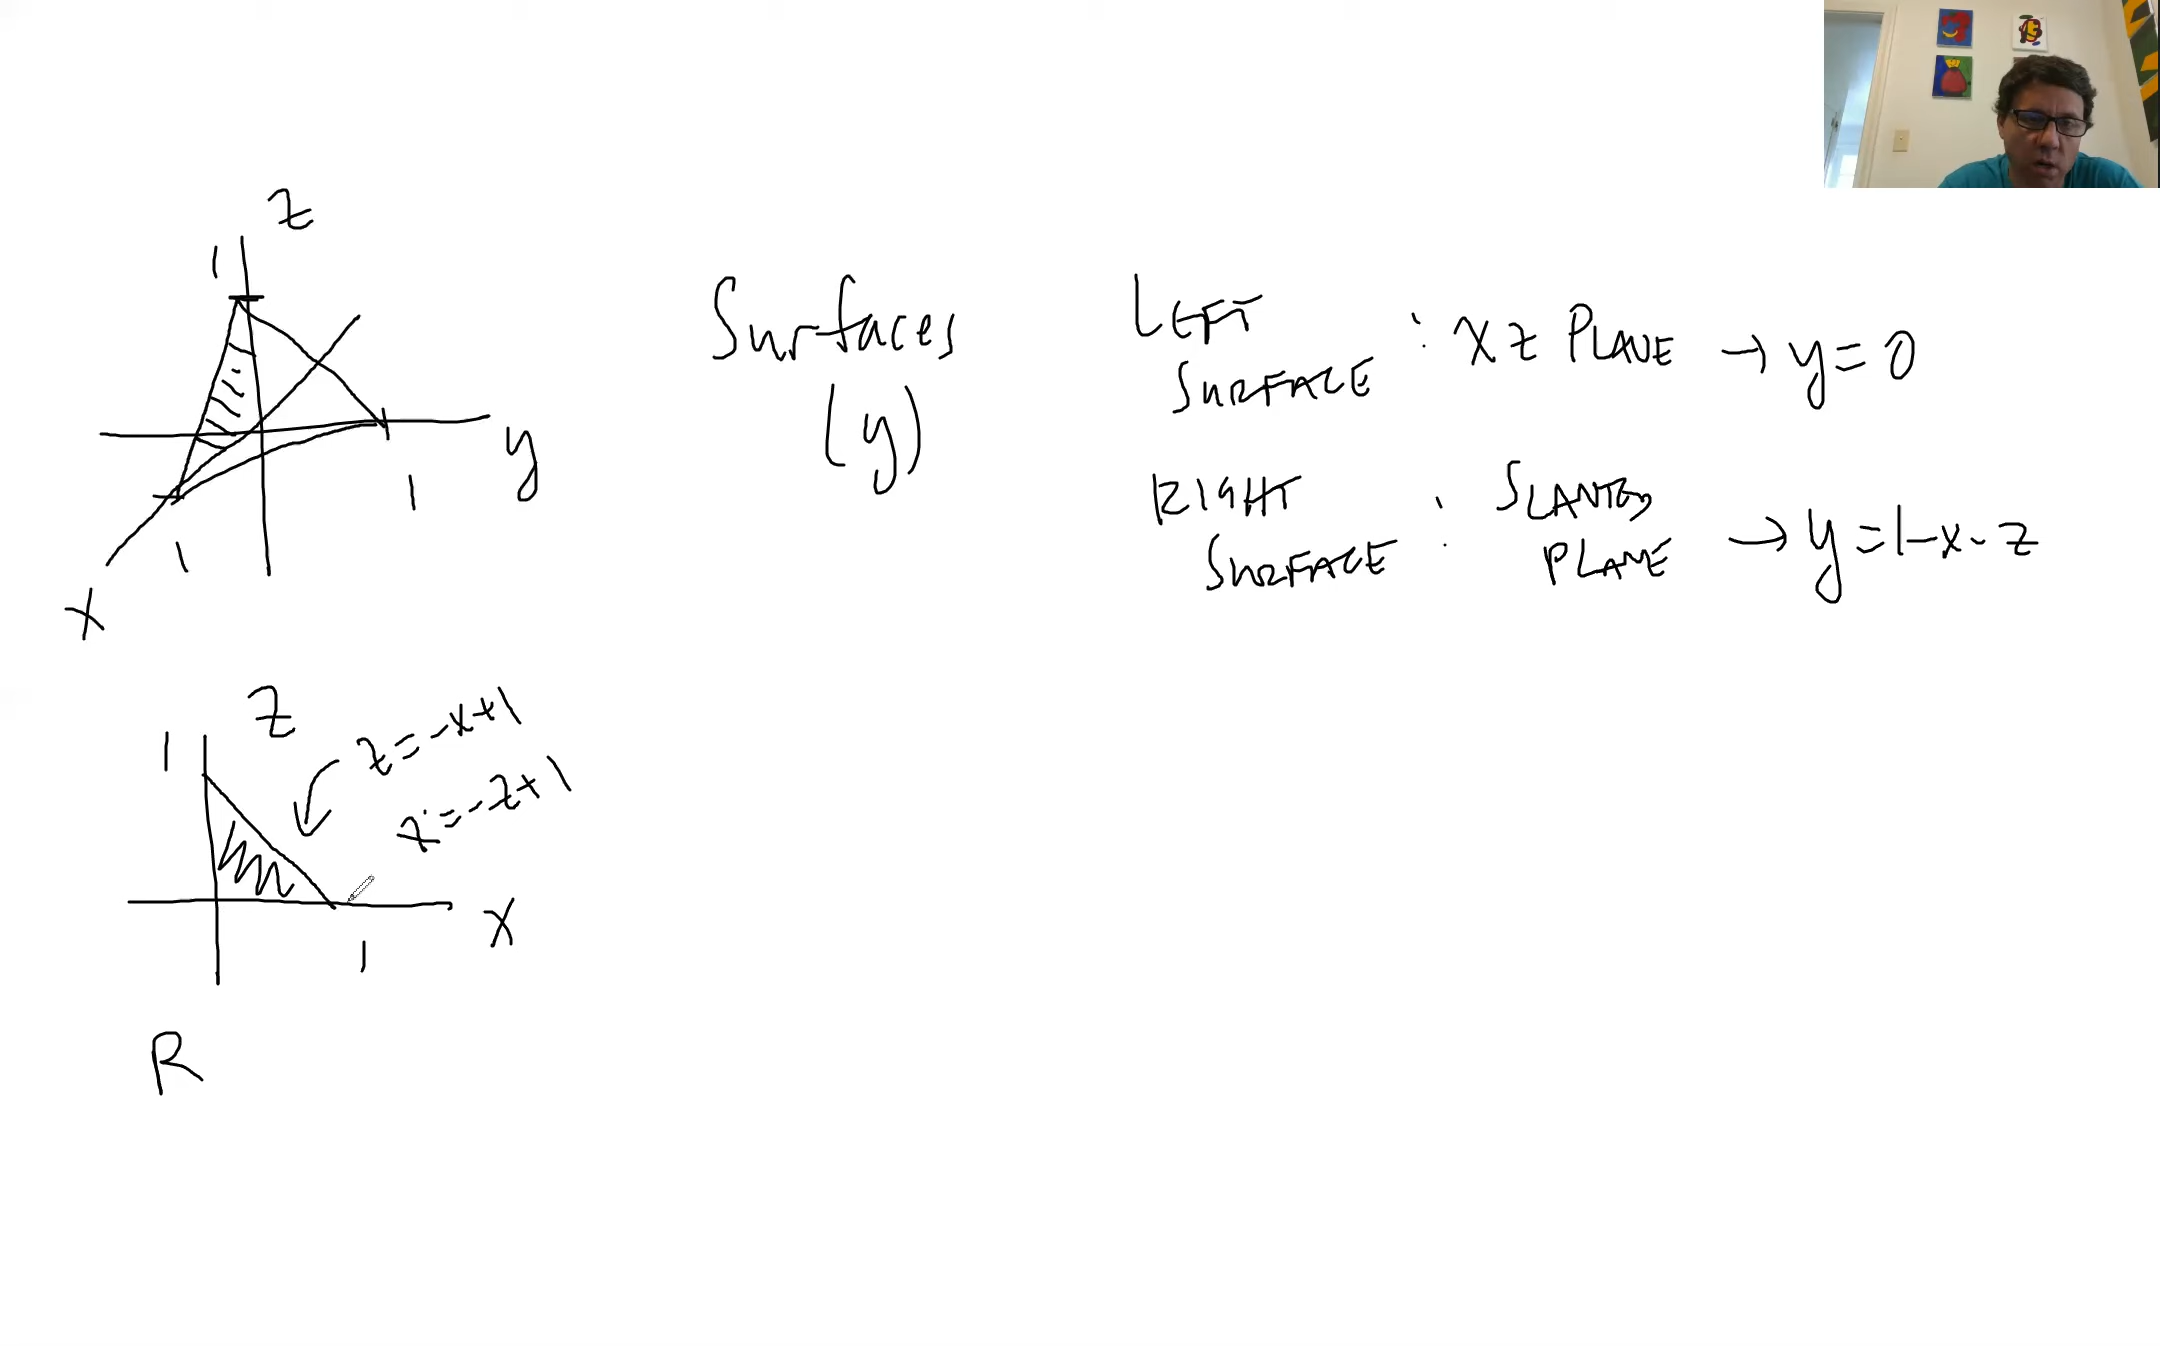 Z
1
y
1
1
X
Surfaces
(y)
LEFT
SURFACE : XZ PLANE → y=0
RIGHT
SURFACE : SLANTED
PLANE → y=1-x-z
Z
1
z=-x+1
x=-z+1
X
1
R